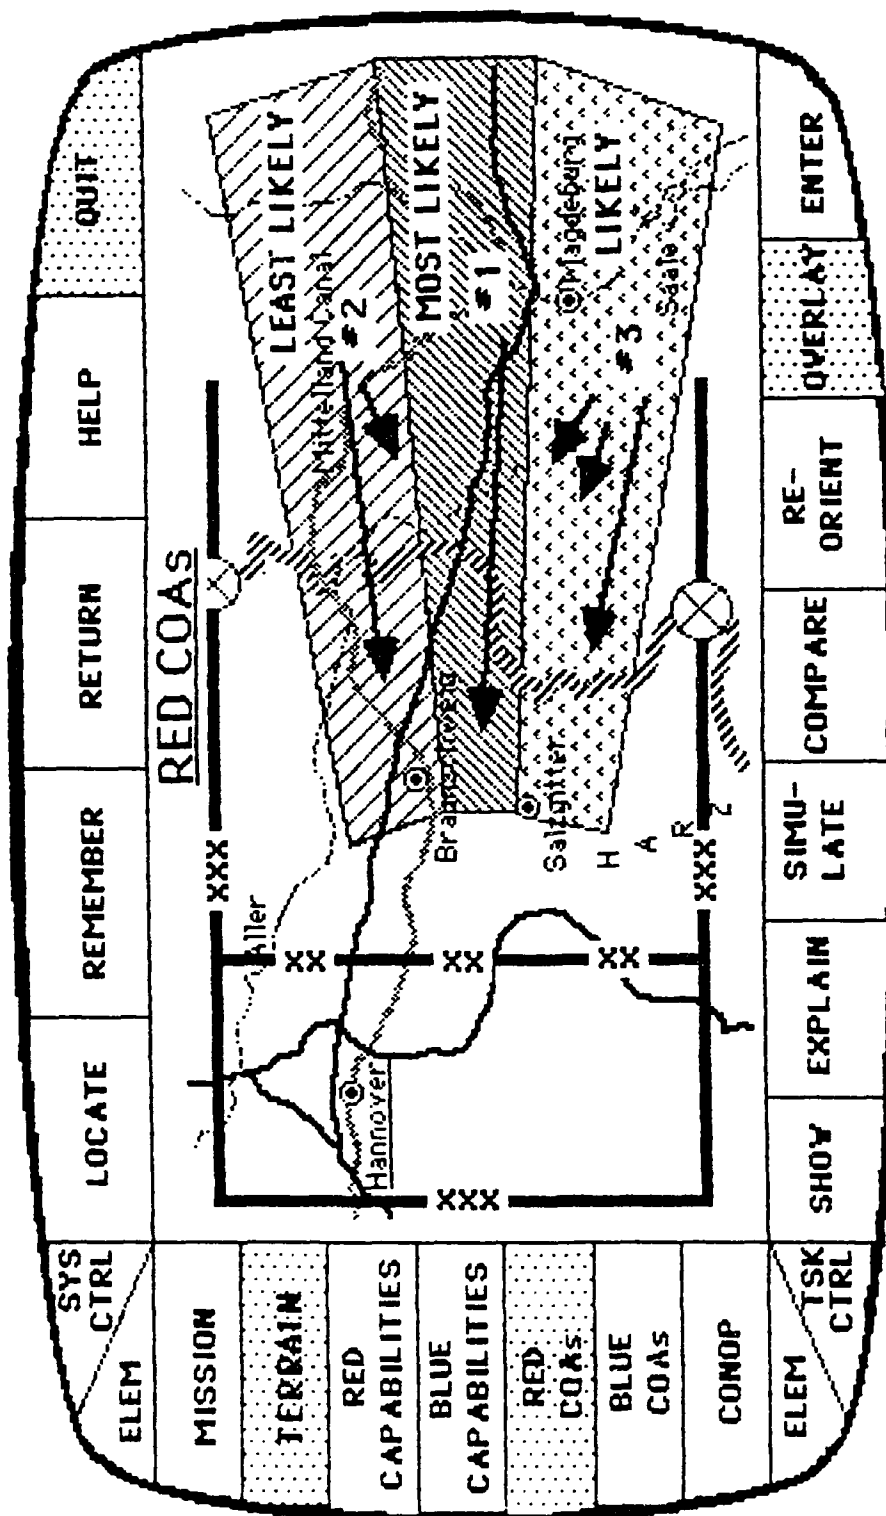 SYS
CTRL
ELEM
LOCATE
REMEMBER
RETURN
HELP
QUIT
MISSION
TERRAIN
RED
CAPABILITIES
BLUE
CAPABILITIES
RED
COAs
BLUE
COAs
CONOP
ELEM
TSK
CTRL
RED COAs
XXX
Aller
LEAST LIKELY
Mittelland Canal
#2
XX
MOST LIKELY
#1
Hannover
Braunschweig
XX
XXX
Magdeburg
LIKELY
Salzgitter
Saale
#3
XX
H
A
R
Z
XXX
SHOW
EXPLAIN
SIMU-
LATE
COMPARE
RE-
ORIENT
OVERLAY
ENTER